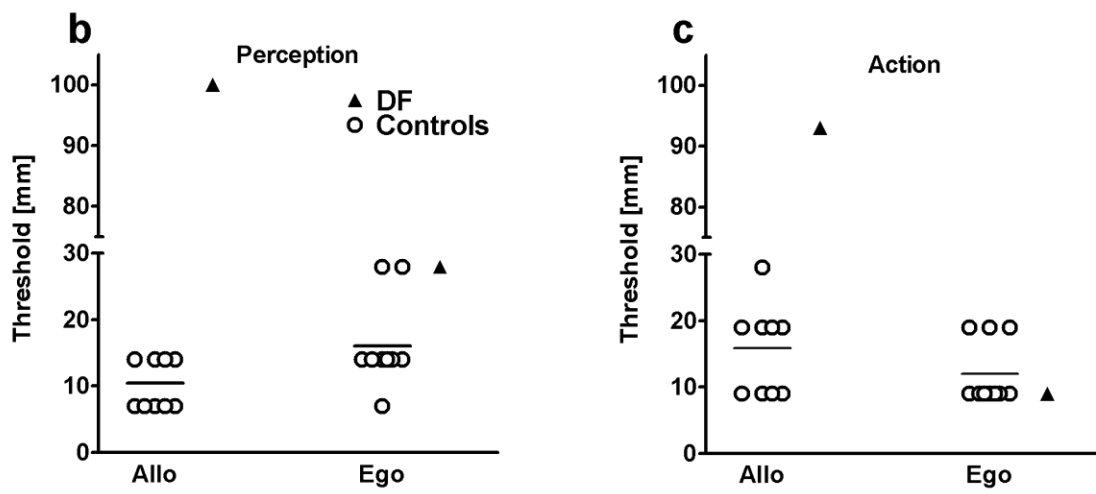 b
Perception
Threshold [mm]
100
90
80
30
20
10
0
▲ DF
O Controls
Allo
Ego
c
Action
Threshold [mm]
100
90
80
30
20
10
0
Allo
Ego